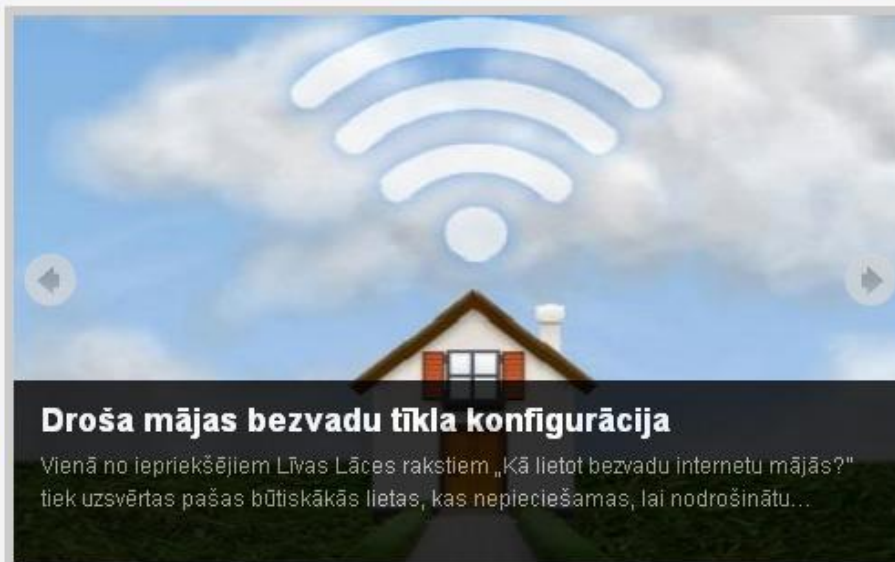 Droša mājas bezvadu tīkla konfigurācija
Vienā no iepriekšējiem Līvas Lāces rakstiem „Kā lietot bezvadu internetu mājās?"
tiek uzsvērtas pašas būtiskākās lietas, kas nepieciešamas, lai nodrošinātu...